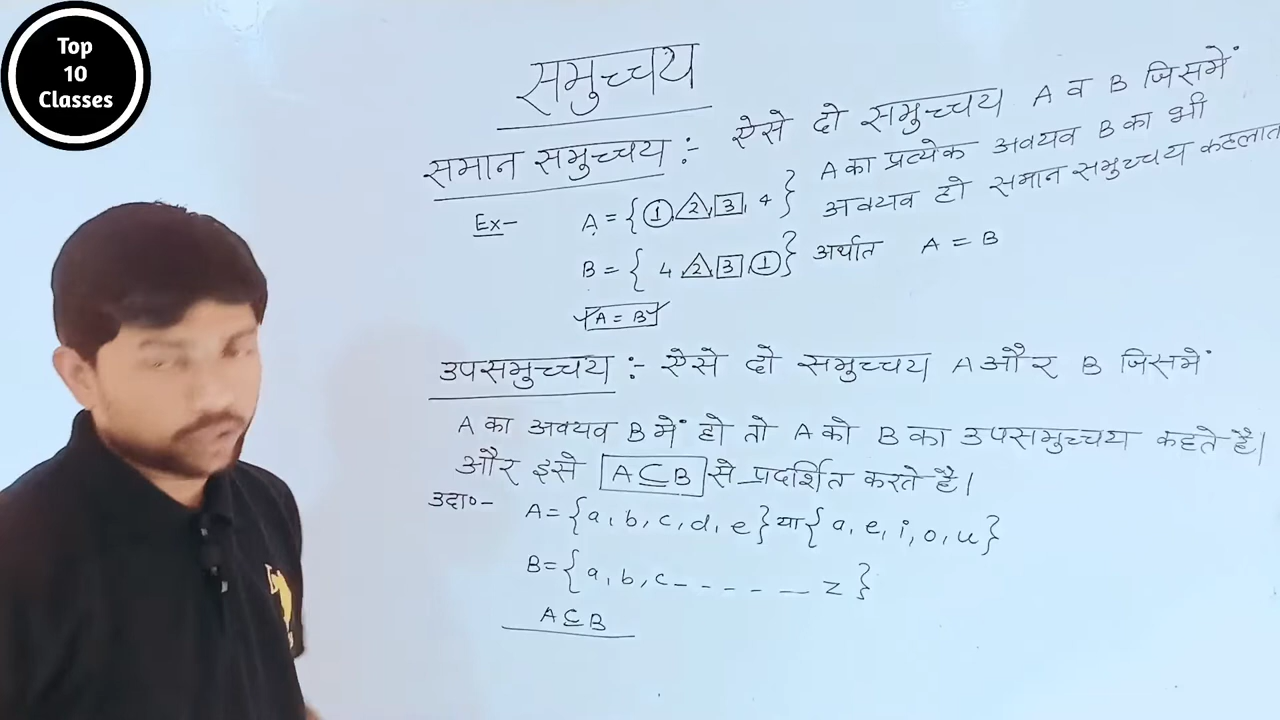 Top
10
Classes
समुच्चय
समान समुच्चय :- ऐसे दो समुच्चय A व B जिसमें
A का प्रत्येक अवयव B का भी
अवयव हो समान समुच्चय कहलात
Ex- A = { 1, 2, 3, 4 }
B = { 4 2 3 1 } अर्थात A = B
A = B
उपसमुच्चय :- ऐसे दो समुच्चय A और B जिसमें
A का अवयव B में हो तो A को B का उपसमुच्चय कहते है।
और इसे A⊆B से प्रदर्शित करते है।
उदा०- A = { a, b, c, d, e } या { a, e, i, o, u }
B = { a, b, c - - - - - - z }
A⊆B